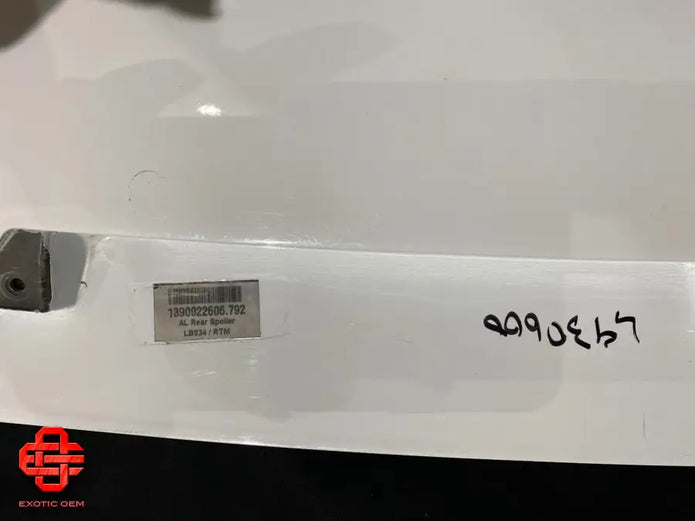 1390022606.792
AL Rear Spoiler
LB834 / RTM
EXOTIC OEM